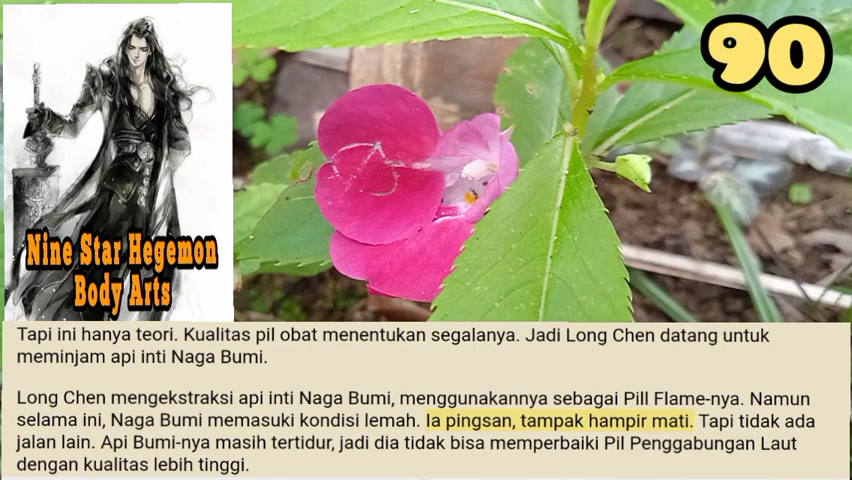 90
Nine Star Hegemon
Body Arts
Tapi ini hanya teori. Kualitas pil obat menentukan segalanya. Jadi Long Chen datang untuk
meminjam api inti Naga Bumi.
Long Chen mengekstraksi api inti Naga Bumi, menggunakannya sebagai Pill Flame-nya. Namun
selama ini, Naga Bumi memasuki kondisi lemah. Ia pingsan, tampak hampir mati. Tapi tidak ada
jalan lain. Api Bumi-nya masih tertidur, jadi dia tidak bisa memperbaiki Pil Penggabungan Laut
dengan kualitas lebih tinggi.